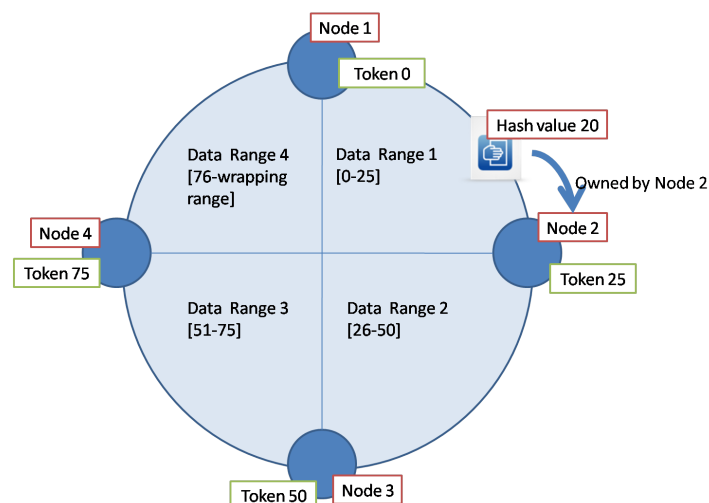 Node 1
Token 0
Hash value 20
Data Range 4
[76-wrapping
range]
Data Range 1
[0-25]
Owned by Node 2
Node 4
Node 2
Token 75
Token 25
Data Range 3
[51-75]
Data Range 2
[26-50]
Token 50
Node 3